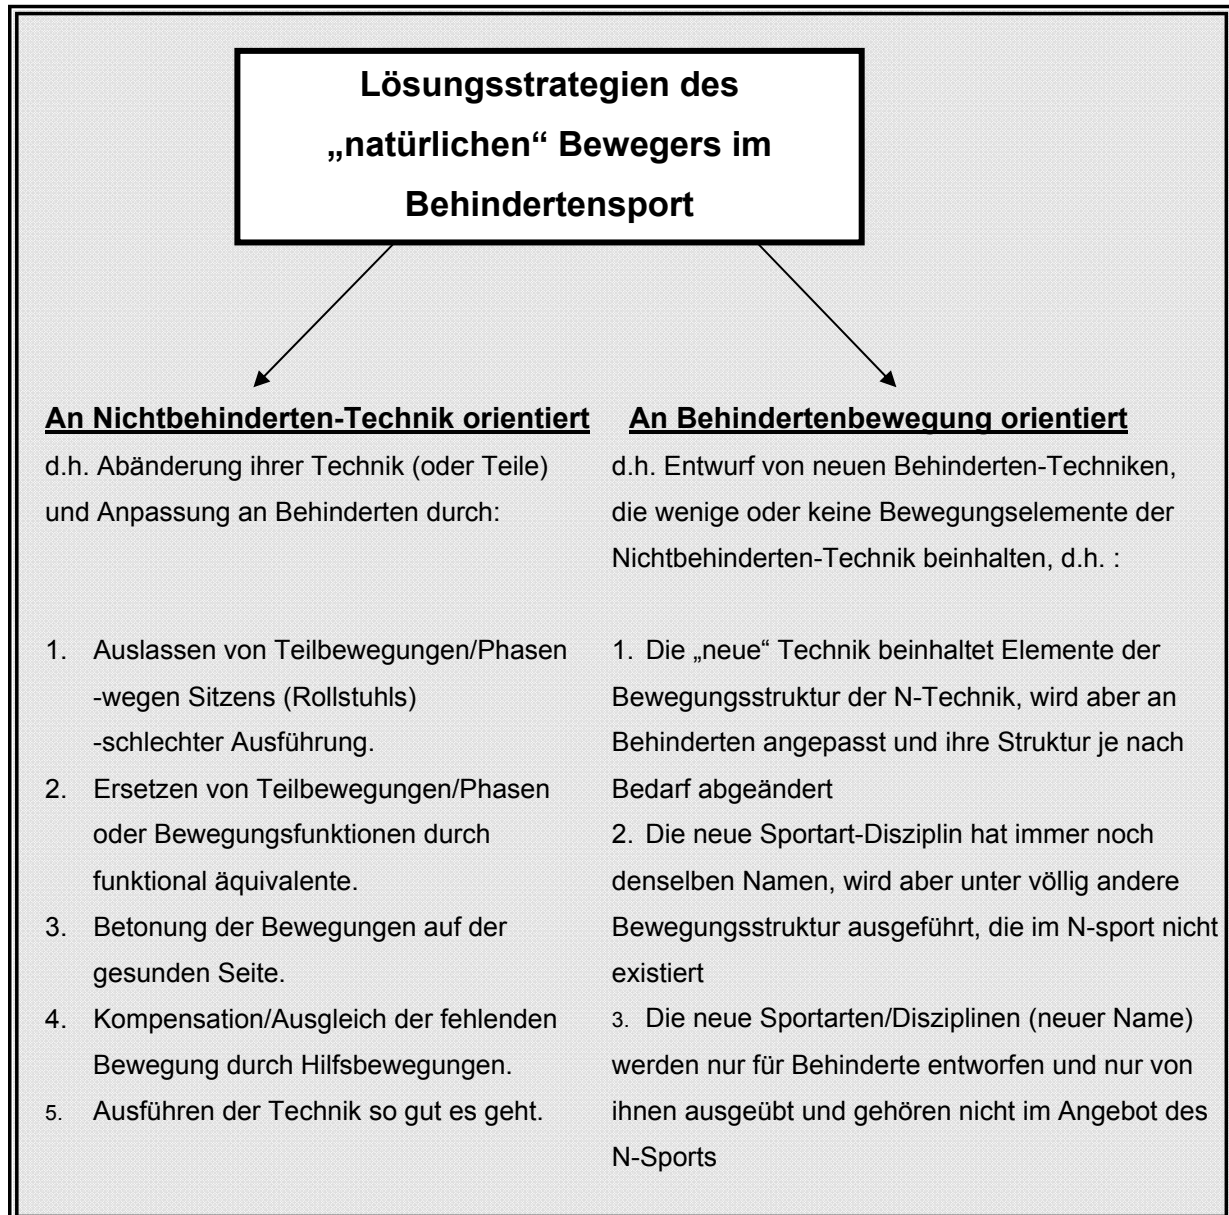 Lösungsstrategien des
„natürlichen“ Bewegers im
Behindertensport
An Nichtbehinderten-Technik orientiert
d.h. Abänderung ihrer Technik (oder Teile)
und Anpassung an Behinderten durch:
1. Auslassen von Teilbewegungen/Phasen
-wegen Sitzens (Rollstuhls)
-schlechter Ausführung.
2. Ersetzen von Teilbewegungen/Phasen
oder Bewegungsfunktionen durch
funktional äquivalente.
3. Betonung der Bewegungen auf der
gesunden Seite.
4. Kompensation/Ausgleich der fehlenden
Bewegung durch Hilfsbewegungen.
5. Ausführen der Technik so gut es geht.
An Behindertenbewegung orientiert
d.h. Entwurf von neuen Behinderten-Techniken,
die wenige oder keine Bewegungselemente der
Nichtbehinderten-Technik beinhalten, d.h. :
1. Die „neue“ Technik beinhaltet Elemente der
Bewegungsstruktur der N-Technik, wird aber an
Behinderten angepasst und ihre Struktur je nach
Bedarf abgeändert
2. Die neue Sportart-Disziplin hat immer noch
denselben Namen, wird aber unter völlig andere
Bewegungsstruktur ausgeführt, die im N-sport nicht
existiert
3. Die neue Sportarten/Disziplinen (neuer Name)
werden nur für Behinderte entworfen und nur von
ihnen ausgeübt und gehören nicht im Angebot des
N-Sports